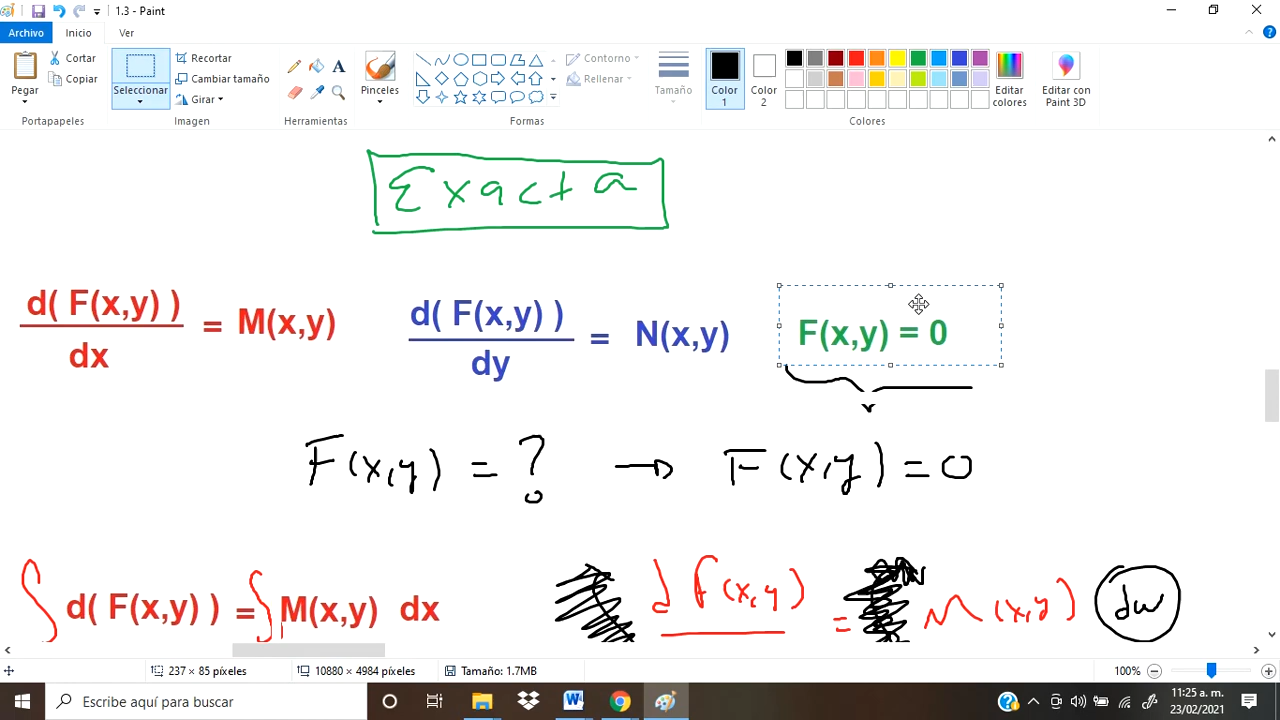 1.3 - Paint
Archivo Inicio Ver
Pegar
Cortar
Copiar
Portapapeles
Seleccionar
Recortar
Cambiar tamaño
Girar
Imagen
Herramientas
Pinceles
Contorno
Rellenar
Formas
Tamaño
Color 1
Color 2
Colores
Editar colores
Editar con Paint 3D
Exacta
d( F(x,y) ) / dx = M(x,y)
d( F(x,y) ) / dy = N(x,y)
F(x,y) = 0
F(x,y) = ? → F(x,y) = 0
∫ d( F(x,y) ) = ∫ M(x,y) dx
d F(x,y) = M(x,y)
237 × 85 píxeles
10880 × 4984 píxeles
Tamaño: 1.7MB
100%
Escribe aquí para buscar
11:25 a. m.
23/02/2021